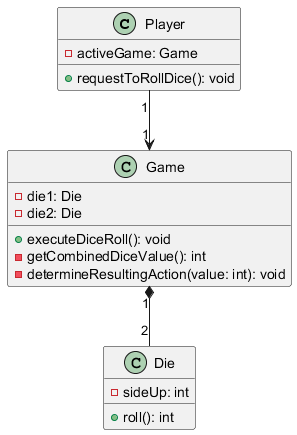 C Player
activeGame: Game
requestToRollDice(): void
1
1
C Game
die1: Die
die2: Die
executeDiceRoll(): void
getCombinedDiceValue(): int
determineResultingAction(value: int): void
1
2
C Die
sideUp: int
roll(): int